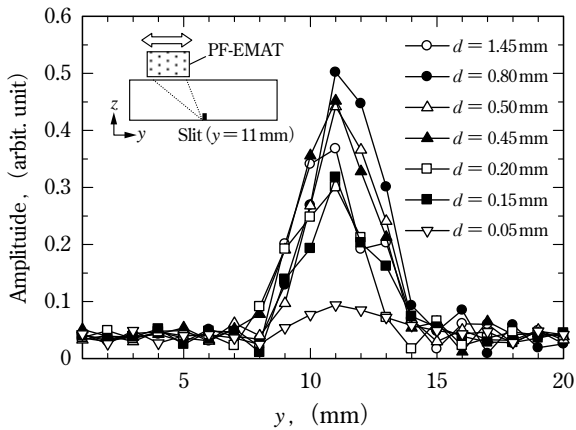 0.6
0.5
0.4
0.3
0.2
0.1
0
Amplituide, (arbit. unit)
PF-EMAT
z
y
Slit (y = 11 mm)
d = 1.45 mm
d = 0.80 mm
d = 0.50 mm
d = 0.45 mm
d = 0.20 mm
d = 0.15 mm
d = 0.05 mm
5 10 15 20
y, (mm)